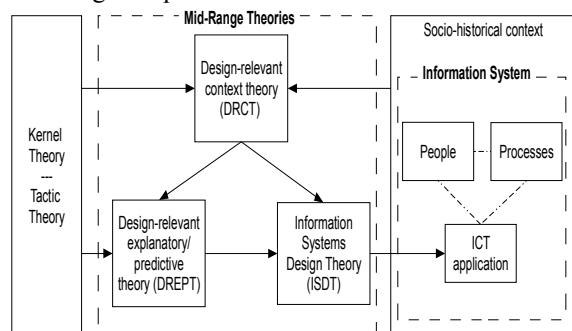 Mid-Range Theories
Socio-historical context
Design-relevant
context theory
(DRCT)
Information System
Kernel
Theory
---
Tactic
Theory
People
Processes
Design-relevant
explanatory/
predictive
theory (DREPT)
Information
Systems
Design Theory
(ISDT)
ICT
application